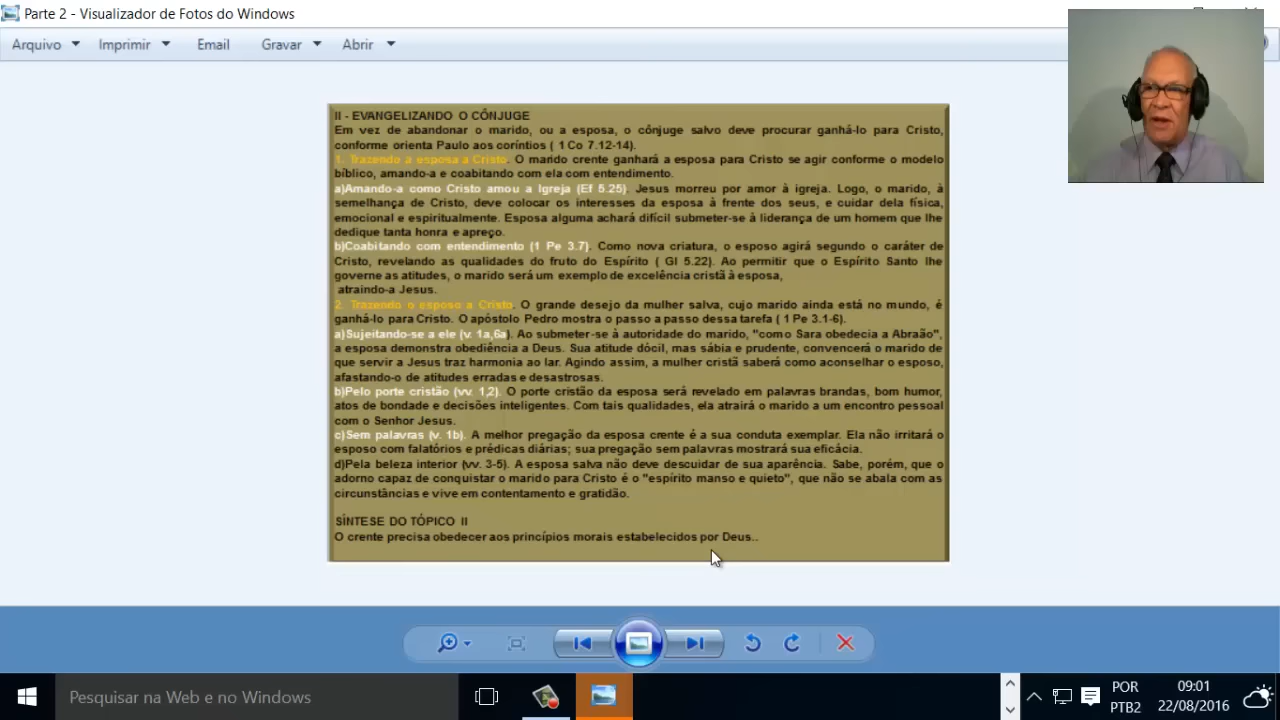 Parte 2 - Visualizador de Fotos do Windows
Arquivo Imprimir Email Gravar Abrir
II - EVANGELIZANDO O CÔNJUGE
Em vez de abandonar o marido, ou a esposa, o cônjuge salvo deve procurar ganhá-lo para Cristo,
conforme orienta Paulo aos coríntios ( 1 Co 7.12-14).
1. Trazendo a esposa a Cristo. O marido crente ganhará a esposa para Cristo se agir conforme o modelo
bíblico, amando-a e coabitando com ela com entendimento.
a)Amando-a como Cristo amou a Igreja (Ef 5.25). Jesus morreu por amor à igreja. Logo, o marido, à
semelhança de Cristo, deve colocar os interesses da esposa à frente dos seus, e cuidar dela física,
emocional e espiritualmente. Esposa alguma achará difícil submeter-se à liderança de um homem que lhe
dedique tanta honra e apreço.
b)Coabitando com entendimento (1 Pe 3.7). Como nova criatura, o esposo agirá segundo o caráter de
Cristo, revelando as qualidades do fruto do Espírito ( Gl 5.22). Ao permitir que o Espírito Santo lhe
governe as atitudes, o marido será um exemplo de excelência cristã à esposa,
atraindo-a Jesus.
2. Trazendo o esposo a Cristo. O grande desejo da mulher salva, cujo marido ainda está no mundo, é
ganhá-lo para Cristo. O apóstolo Pedro mostra o passo a passo dessa tarefa ( 1 Pe 3.1-6).
a)Sujeitando-se a ele (v. 1a,6a). Ao submeter-se à autoridade do marido, "como Sara obedecia a Abraão",
a esposa demonstra obediência a Deus. Sua atitude dócil, mas sábia e prudente, convencerá o marido de
que servir a Jesus traz harmonia ao lar. Agindo assim, a mulher cristã saberá como aconselhar o esposo,
afastando-o de atitudes erradas e desastrosas.
b)Pelo porte cristão (vv. 1,2). O porte cristão da esposa será revelado em palavras brandas, bom humor,
atos de bondade e decisões inteligentes. Com tais qualidades, ela atrairá o marido a um encontro pessoal
com o Senhor Jesus.
c)Sem palavras (v. 1b). A melhor pregação da esposa crente é a sua conduta exemplar. Ela não irritará o
esposo com falatórios e prédicas diárias; sua pregação sem palavras mostrará sua eficácia.
d)Pela beleza interior (vv. 3-5). A esposa salva não deve descuidar de sua aparência. Sabe, porém, que o
adorno capaz de conquistar o marido para Cristo é o "espírito manso e quieto", que não se abala com as
circunstâncias e vive em contentamento e gratidão.
SÍNTESE DO TÓPICO II
O crente precisa obedecer aos princípios morais estabelecidos por Deus..
Pesquisar na Web e no Windows
POR
PTB2
09:01
22/08/2016